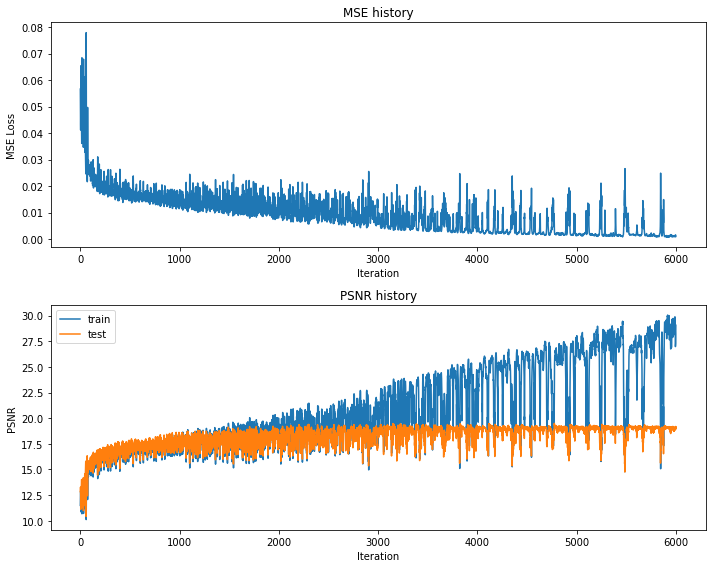 MSE history
0.08
0.07
0.06
0.05
0.04
0.03
0.02
0.01
0.00
MSE Loss
0 1000 2000 3000 4000 5000 6000
Iteration
PSNR history
30.0
27.5
25.0
22.5
20.0
17.5
15.0
12.5
10.0
PSNR
train
test
0 1000 2000 3000 4000 5000 6000
Iteration